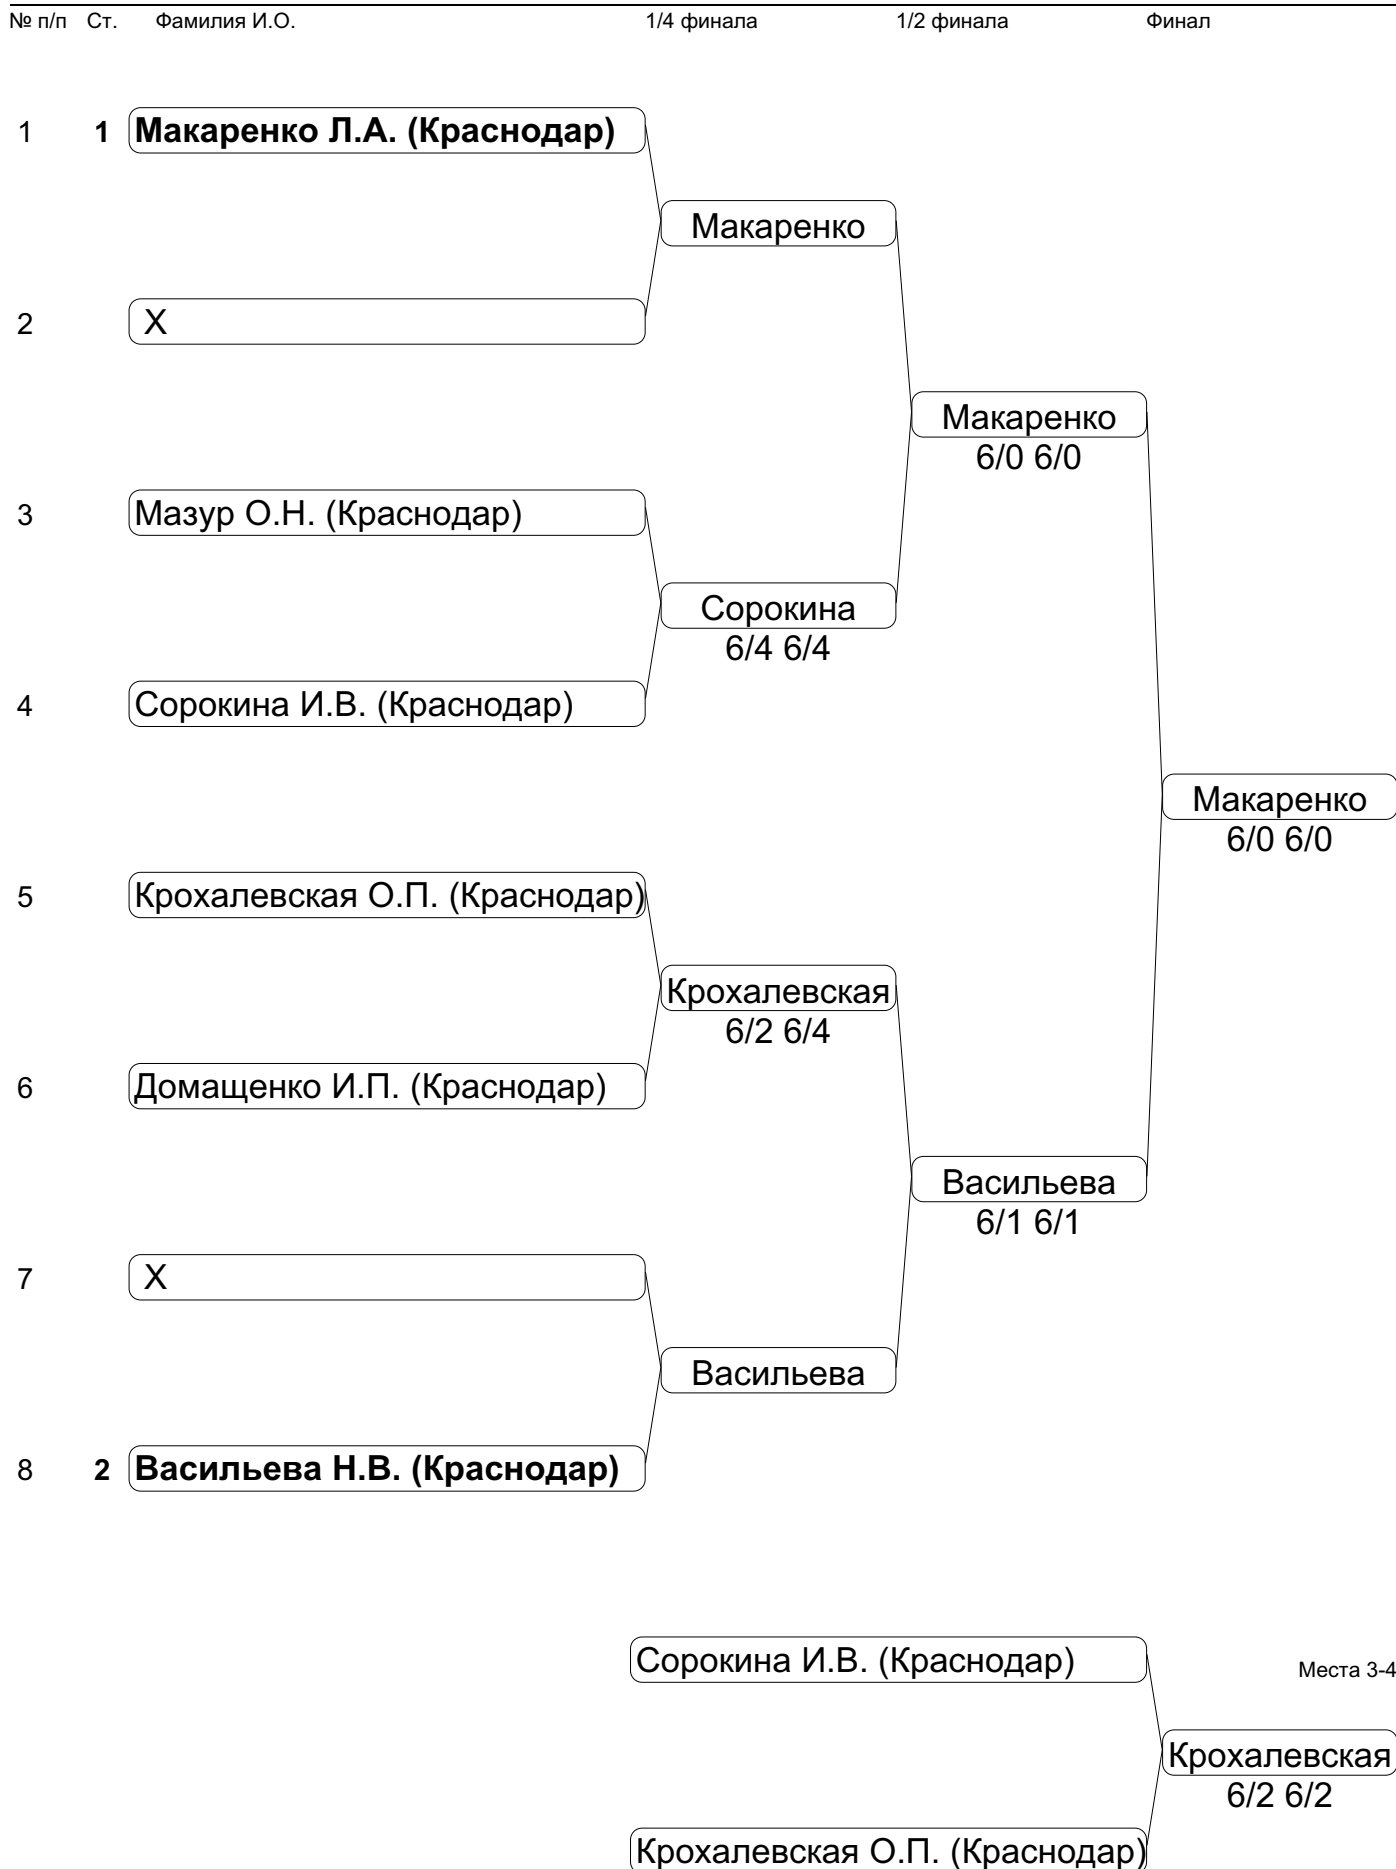 № п/п Ст. Фамилия И.О. 1/4 финала 1/2 финала Финал
1 1 Макаренко Л.А. (Краснодар)
Макаренко
2 X
Макаренко
6/0 6/0
3 Мазур О.Н. (Краснодар)
Сорокина
6/4 6/4
4 Сорокина И.В. (Краснодар)
Макаренко
6/0 6/0
5 Крохалевская О.П. (Краснодар)
Крохалевская
6/2 6/4
6 Домащенко И.П. (Краснодар)
Васильева
6/1 6/1
7 X
Васильева
8 2 Васильева Н.В. (Краснодар)
Сорокина И.В. (Краснодар)
Места 3-4
Крохалевская
6/2 6/2
Крохалевская О.П. (Краснодар)